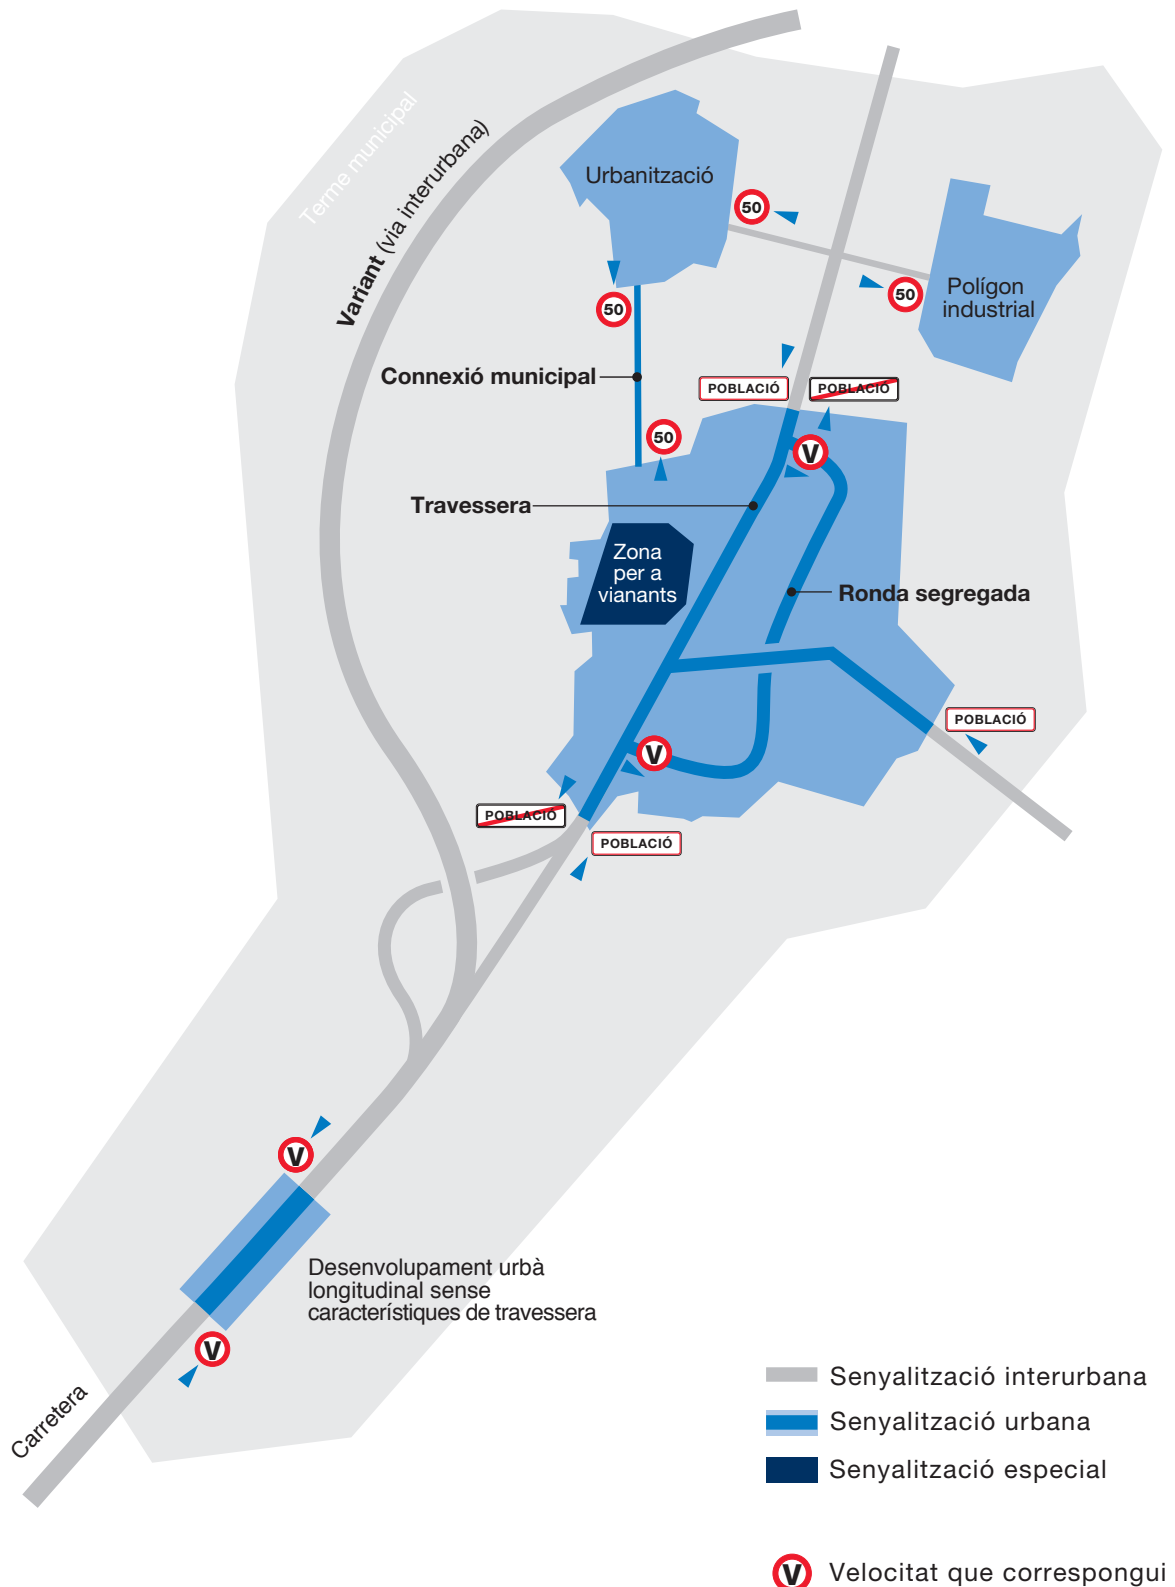 Terme municipal
Variant (via interurbana)
Urbanització
50
50
Polígon
industrial
50
Connexió municipal
POBLACIÓ
POBLACIÓ
50
V
Travessera
Zona
per a
vianants
Ronda segregada
POBLACIÓ
V
POBLACIÓ
POBLACIÓ
V
Desenvolupament urbà
longitudinal sense
característiques de travessera
V
Carretera
Senyalització interurbana
Senyalització urbana
Senyalització especial
V Velocitat que correspongui